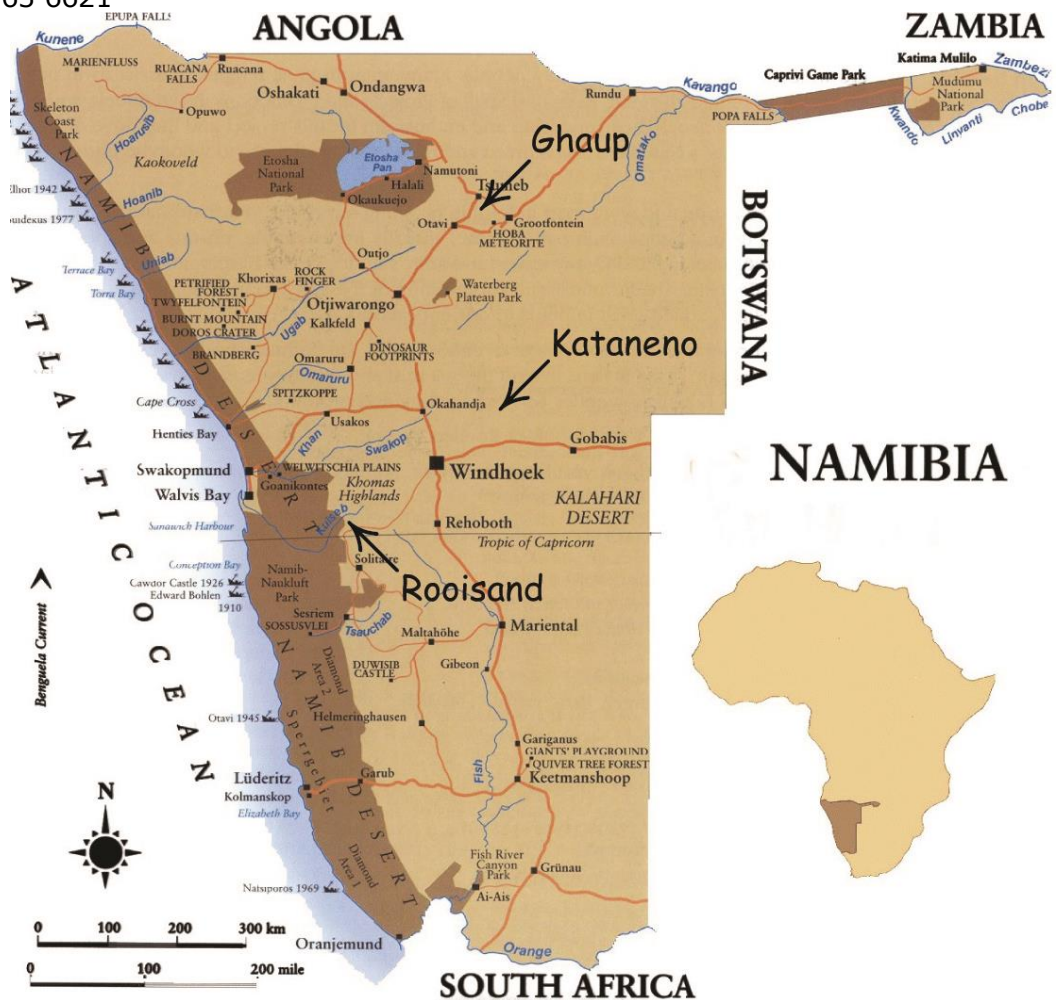 EPUPA FALLS
ANGOLA
ZAMBIA
Kunene
MARIENFLUSS
RUACANA
FALLS
Ruacana
Katima Mulilo
Zambezi
Caprivi Game Park
Oshakati
Ondangwa
Rundu
Kavango
Mudumu
National
Park
Skeleton
Coast Park
Opuwo
POPA FALLS
Kwando
Linyanti
Chobe
Hoarusib
Ghaup
Omatako
Kaokoveld
Etosha
National
Park
Etosha
Pan
Namutoni
Halali
Tsumeb
Okaukuejo
Hoanib
Otavi
Grootfontein
HOBA
METEORITE
BOTSWANA
Uniab
Terrace Bay
Torra Bay
Outjo
PETRIFIED
FOREST
Khorixas
ROCK
FINGER
TWYFELFONTEIN
BURNT MOUNTAIN
DOROS CRATER
Otjiwarongo
Waterberg
Plateau Park
Ugab
Kalkfeld
DINOSAUR
FOOTPRINTS
BRANDBERG
Kataneno
Omaruru
Omaruru
SPITZKOPPE
Cape Cross
Okahandja
Usakos
Henties Bay
Khan
Swakop
Gobabis
NAMIBIA
Swakopmund
WELWITSCHIA PLAINS
Goanikontes
Windhoek
Walvis Bay
Khomas
Highlands
KALAHARI
DESERT
Sandwich Harbour
Kuiseb
Rehoboth
Tropic of Capricorn
Conception Bay
Solitaire
Rooisand
Cawdor Castle 1926
Edward Bohlen
1910
Namib-
Naukluft
Park
Sesriem
SOSSUSVLEI
Tsauchab
Maltahöhe
Mariental
DUWISIB
CASTLE
Gibeon
Benguela Current
ATLANTIC OCEAN
NAMIB DESERT
NAMIB DESERT
Diamond
Area 2
Sperrgebiet
Otavi 1945
Helmeringhausen
Gariganus
GIANTS' PLAYGROUND
QUIVER TREE FOREST
Fish
Keetmanshoop
Lüderitz
Garub
Kolmanskop
Elizabeth Bay
N
Diamond
Area 1
Fish River
Canyon
Park
Grünau
Ai-Ais
Natsiporos 1969
0 100 200 300 km
Oranjemund
Orange
0 100 200 mile
SOUTH AFRICA